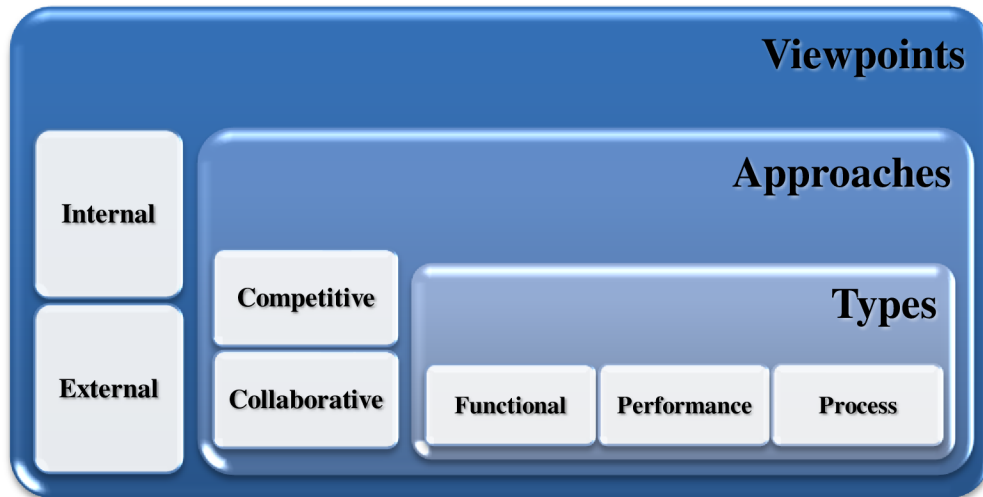 Viewpoints
Internal
External
Approaches
Competitive
Collaborative
Types
Functional
Performance
Process